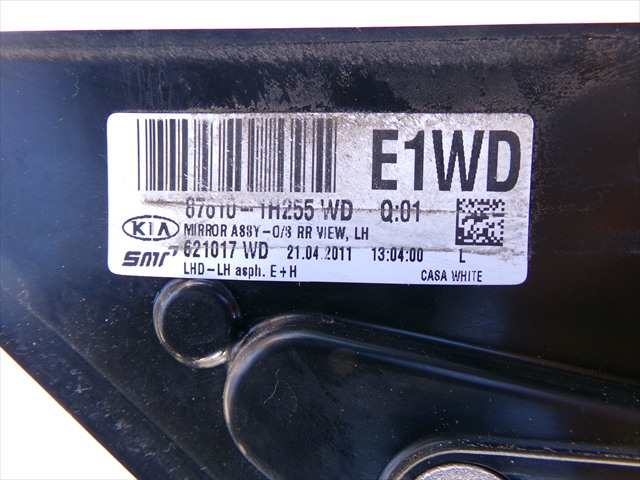 E1WD
87610-1H255 WD Q:01
KIA MIRROR ASSY-O/S RR VIEW, LH
SMR 621017 WD 21.04.2011 13:04:00 L
LHD-LH asph. E+H CASA WHITE